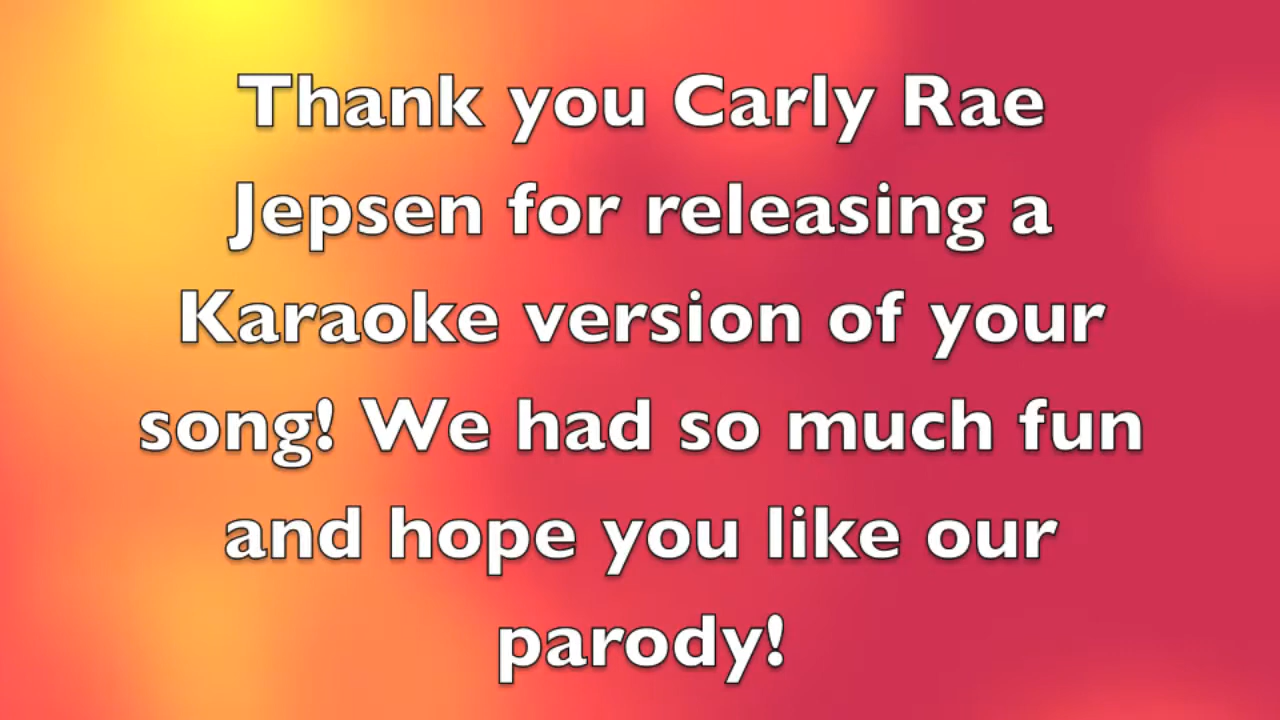 Thank you Carly Rae
Jepsen for releasing a
Karaoke version of your
song! We had so much fun
and hope you like our
parody!